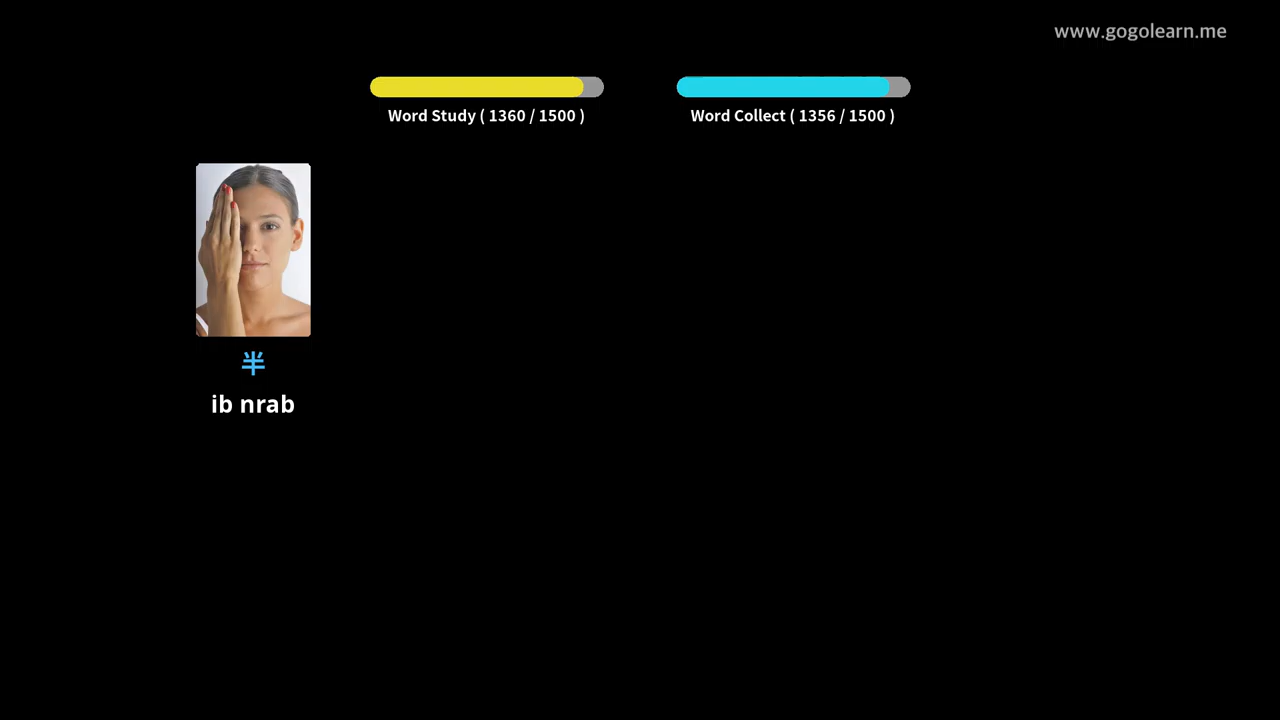 www.gogolearn.me
Word Study ( 1360 / 1500 )
Word Collect ( 1356 / 1500 )
半
ib nrab